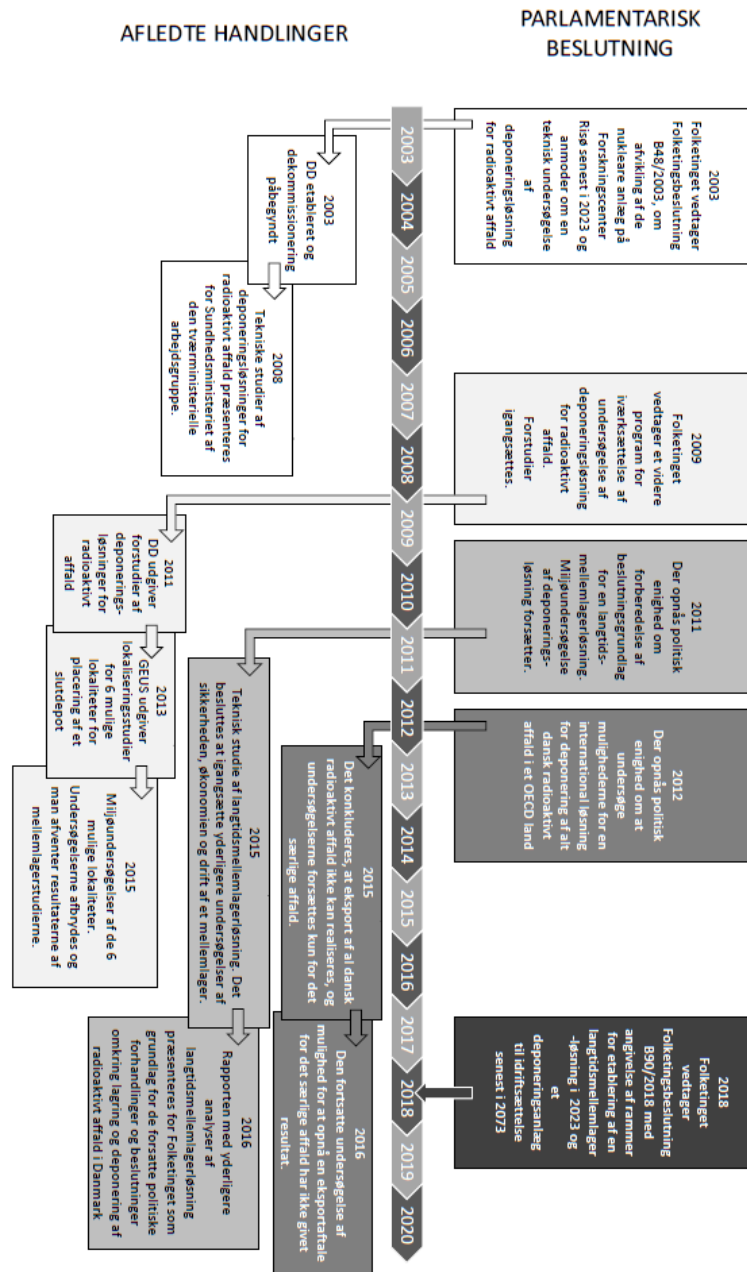 PARLAMENTARISK
BESLUTNING
2003
Folketinget vedtager
Folketingsbeslutning
B48/2003, om
afvikling af de
nukleare anlæg på
Forskningscenter
Risø senest i 2023 og
anmoder om en
teknisk undersøgelse
af
deponeringsløsning
for radioaktivt affald
2009
Folketinget
vedtager et videre
program for
iværksættelse af
undersøgelse af
deponeringsløsning
for radioaktivt
affald.
Forstudier
igangsættes.
2011
Der opnås politisk
enighed om
forberedelse af
beslutningsgrundlag
for en langtids-
mellemlagerløsning.
Miljøundersøgelse
af deponerings-
løsning forsætter.
2012
Der opnås politisk
enighed om at
undersøge
mulighederne for en
international løsning
for deponering af alt
dansk radioaktivt
affald i et OECD land
2018
Folketinget
vedtager
Folketingsbeslutning
B90/2018 med
angivelse af rammer
for etablering af en
langtidsmellemlager
-løsning i 2023 og
et
deponeringsanlæg
til idriftsættelse
senest i 2073
2003
2004
2005
2006
2007
2008
2009
2010
2011
2012
2013
2014
2015
2016
2017
2018
2019
2020
AFLEDTE HANDLINGER
2003
DD etableret og
dekommissionering
påbegyndt
2008
Tekniske studier af
deponeringsløsninger for
radioaktivt affald præsenteres
for Sundhedsministeriet af
den tværministerielle
arbejdsgruppe.
2011
DD udgiver
forstudier af
deponerings-
løsninger for
radioaktivt
affald
2013
GEUS udgiver
lokaliseringsstudier
for 6 mulige
lokaliteter for
placering af et
slutdepot
2015
Miljøundersøgelser af de 6
mulige lokaliteter.
Undersøgelserne afbrydes og
man afventer resultaterne af
mellemlagerstudierne.
2015
Teknisk studie af langtidsmellemlagerløsning. Det
besluttes at igangsætte yderligere undersøgelser af
sikkerheden, økonomien og drift af et mellemlager.
2016
Rapporten med yderligere
analyser af
langtidsmellemlagerløsning
præsenteres for Folketinget som
grundlag for de forsatte politiske
forhandlinger og beslutninger
omkring lagring og deponering af
radioaktivt affald i Danmark
2015
Det konkluderes, at eksport af al dansk
radioaktivt affald ikke kan realiseres, og
undersøgelserne forsættes kun for det
særlige affald.
2016
Den fortsatte undersøgelse af
mulighed for at opnå en eksportaftale
for det særlige affald har ikke givet
resultat.